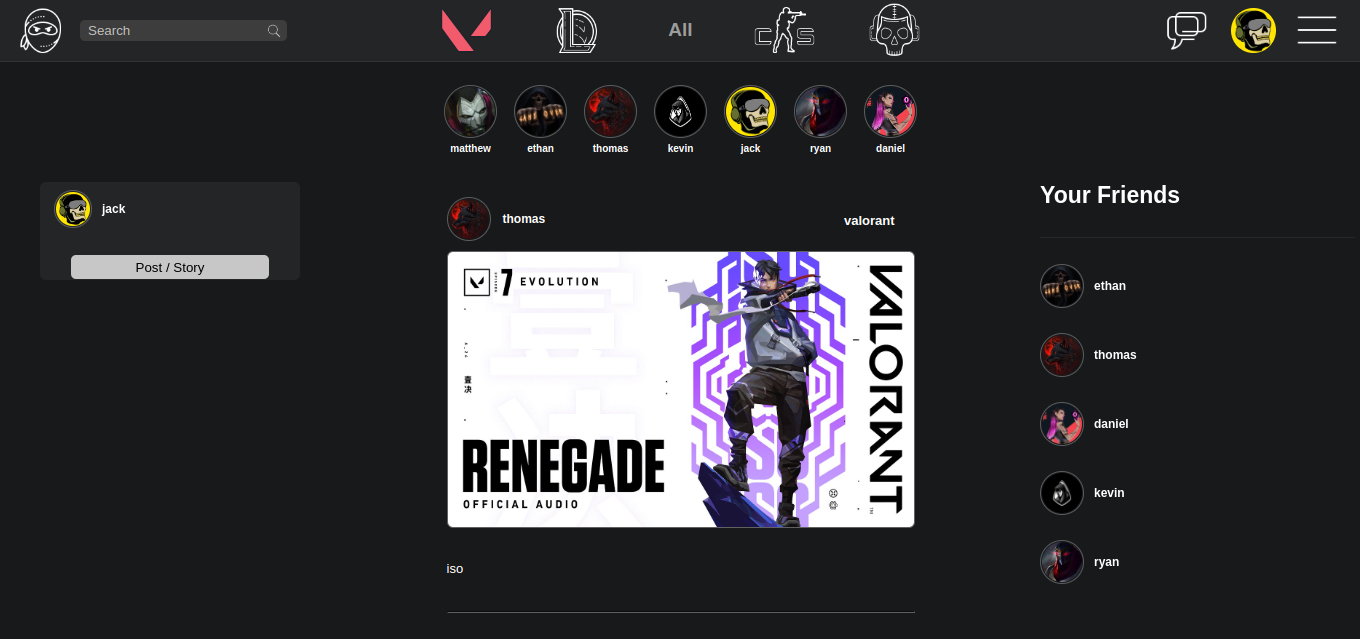 Search
All
matthew
ethan
thomas
kevin
jack
ryan
daniel
jack
Post / Story
thomas
valorant
7 EVOLUTION
RENEGADE
OFFICIAL AUDIO
VALORANT
iso
Your Friends
ethan
thomas
daniel
kevin
ryan